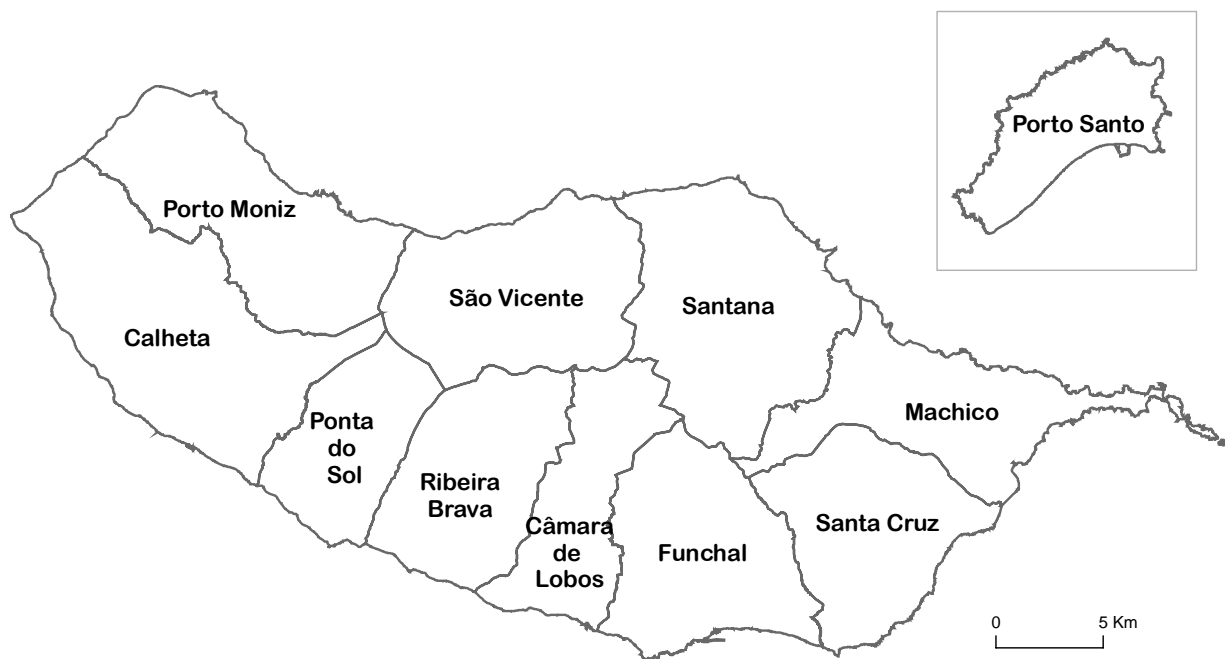 Porto Santo
Porto Moniz
São Vicente
Santana
Calheta
Machico
Ponta
do
Sol
Ribeira
Brava
Câmara
de
Lobos
Funchal
Santa Cruz
0 5 Km